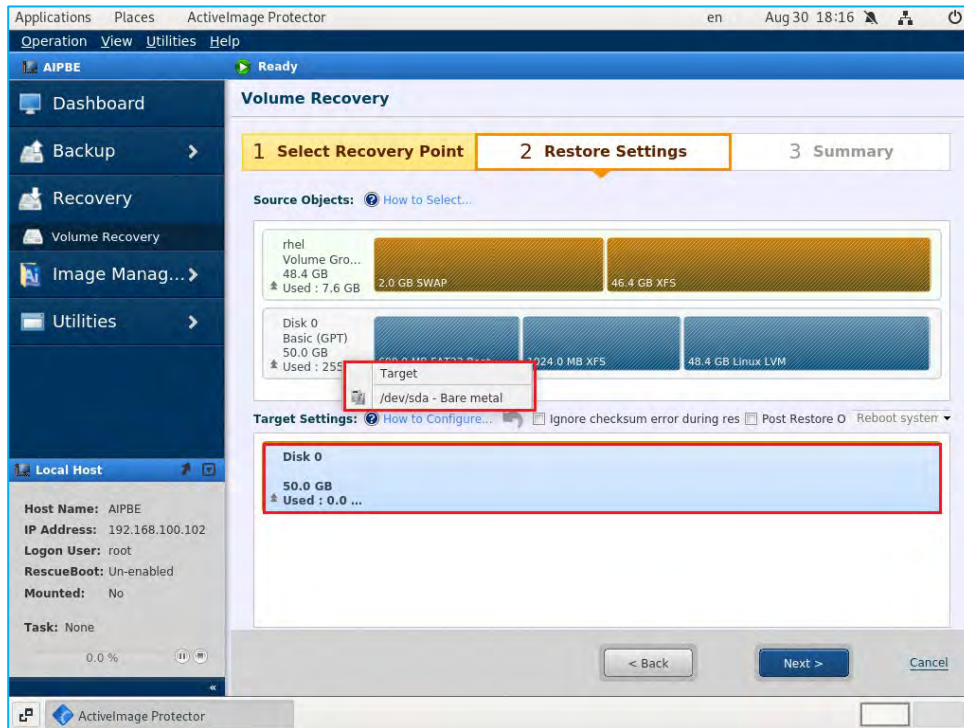 Applications Places ActiveImage Protector en Aug 30 18:16
Operation View Utilities Help
AIPBE Ready
Dashboard
Backup
Recovery
Volume Recovery
Image Manag...
Utilities
Volume Recovery
1 Select Recovery Point 2 Restore Settings 3 Summary
Source Objects: How to Select...
rhel
Volume Gro...
48.4 GB
Used : 7.6 GB
2.0 GB SWAP 46.4 GB XFS
Disk 0
Basic (GPT)
50.0 GB
Used : 255
1024.0 MB XFS 48.4 GB Linux LVM
Target
/dev/sda - Bare metal
Target Settings: How to Configure... Ignore checksum error during res Post Restore O Reboot system
Disk 0
50.0 GB
Used : 0.0 ...
Local Host
Host Name: AIPBE
IP Address: 192.168.100.102
Logon User: root
RescueBoot: Un-enabled
Mounted: No
Task: None
0.0 %
«
< Back Next > Cancel
ActiveImage Protector